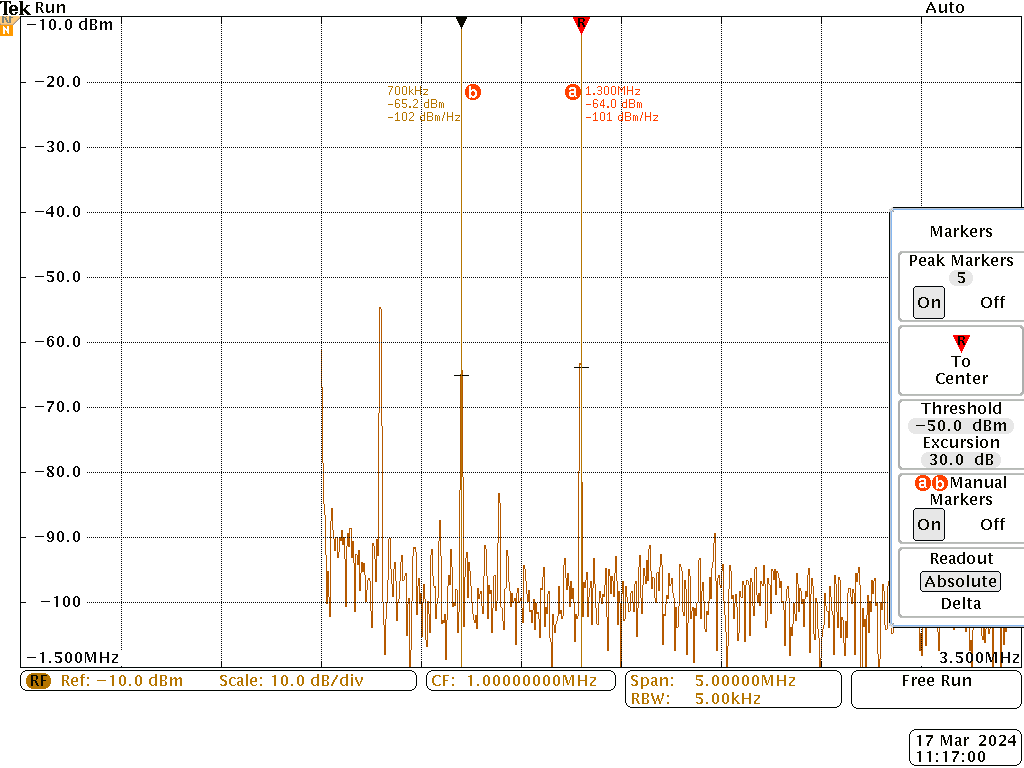 Tek Run Auto
RF
N
−10.0 dBm
R
−20.0
700kHz
−65.2 dBm
−102 dBm/Hz
b
a
1.300MHz
−64.0 dBm
−101 dBm/Hz
−30.0
−40.0
−50.0
−60.0
−70.0
−80.0
−90.0
−100
−1.500MHz
3.500MHz
Markers
Peak Markers
5
On Off
R
To
Center
Threshold
−50.0 dBm
Excursion
30.0 dB
a b Manual
Markers
On Off
Readout
Absolute
Delta
RF Ref: −10.0 dBm Scale: 10.0 dB/div
CF: 1.00000000MHz
Span: 5.00000MHz
RBW: 5.00kHz
Free Run
17 Mar 2024
11:17:00